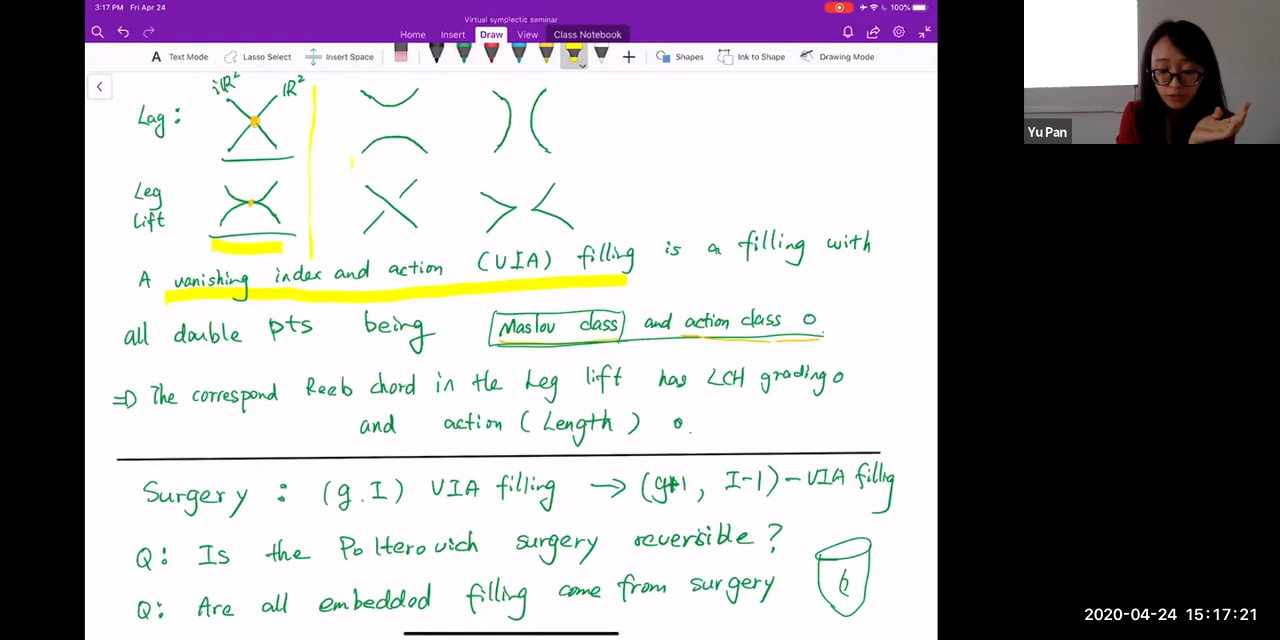 3:17 PM Fri Apr 24
100%
Virtual symplectic seminar
Home Insert Draw View Class Notebook
A Text Mode Lasso Select Insert Space Shapes Ink to Shape Drawing Mode
iR² R²
Lag:
Leg
lift
A vanishing index and action (VIA) filling is a filling with
all double pts being Maslov class and action class 0.
⇒ The correspond Reeb chord in the Leg lift has LCH grading 0
and action (Length) 0.
Surgery: (g.I) VIA filling → (g+1, I-1)-VIA filling
Q: Is the Polterovich surgery reversible?
Q: Are all embedded filling come from surgery
Yu Pan
2020-04-24 15:17:21